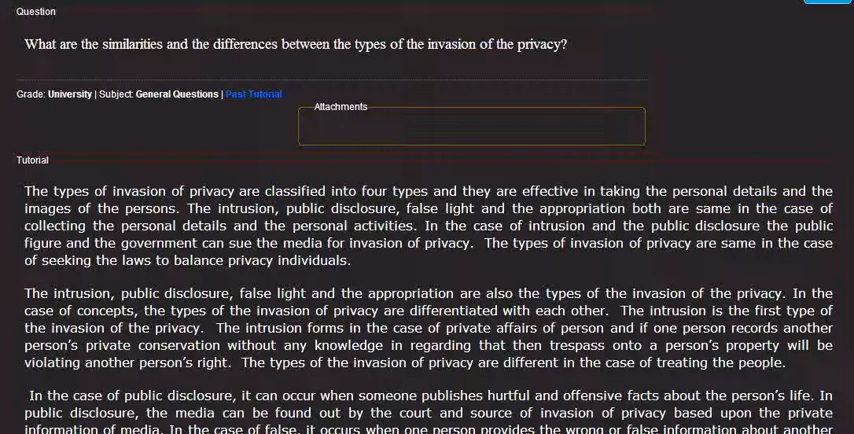 Question
What are the similarities and the differences between the types of the invasion of the privacy?
Grade: University | Subject: General Questions | Past Tutorial
Attachments
Tutorial
The types of invasion of privacy are classified into four types and they are effective in taking the personal details and the
images of the persons. The intrusion, public disclosure, false light and the appropriation both are same in the case of
collecting the personal details and the personal activities. In the case of intrusion and the public disclosure the public
figure and the government can sue the media for invasion of privacy. The types of invasion of privacy are same in the case
of seeking the laws to balance privacy individuals.
The intrusion, public disclosure, false light and the appropriation are also the types of the invasion of the privacy. In the
case of concepts, the types of the invasion of privacy are differentiated with each other. The intrusion is the first type of
the invasion of the privacy. The intrusion forms in the case of private affairs of person and if one person records another
person's private conservation without any knowledge in regarding that then trespass onto a person's property will be
violating another person's right. The types of the invasion of privacy are different in the case of treating the people.
In the case of public disclosure, it can occur when someone publishes hurtful and offensive facts about the person's life. In
public disclosure, the media can be found out by the court and source of invasion of privacy based upon the private
information of media. In the case of false, it occurs when one person provides the wrong or false information about another